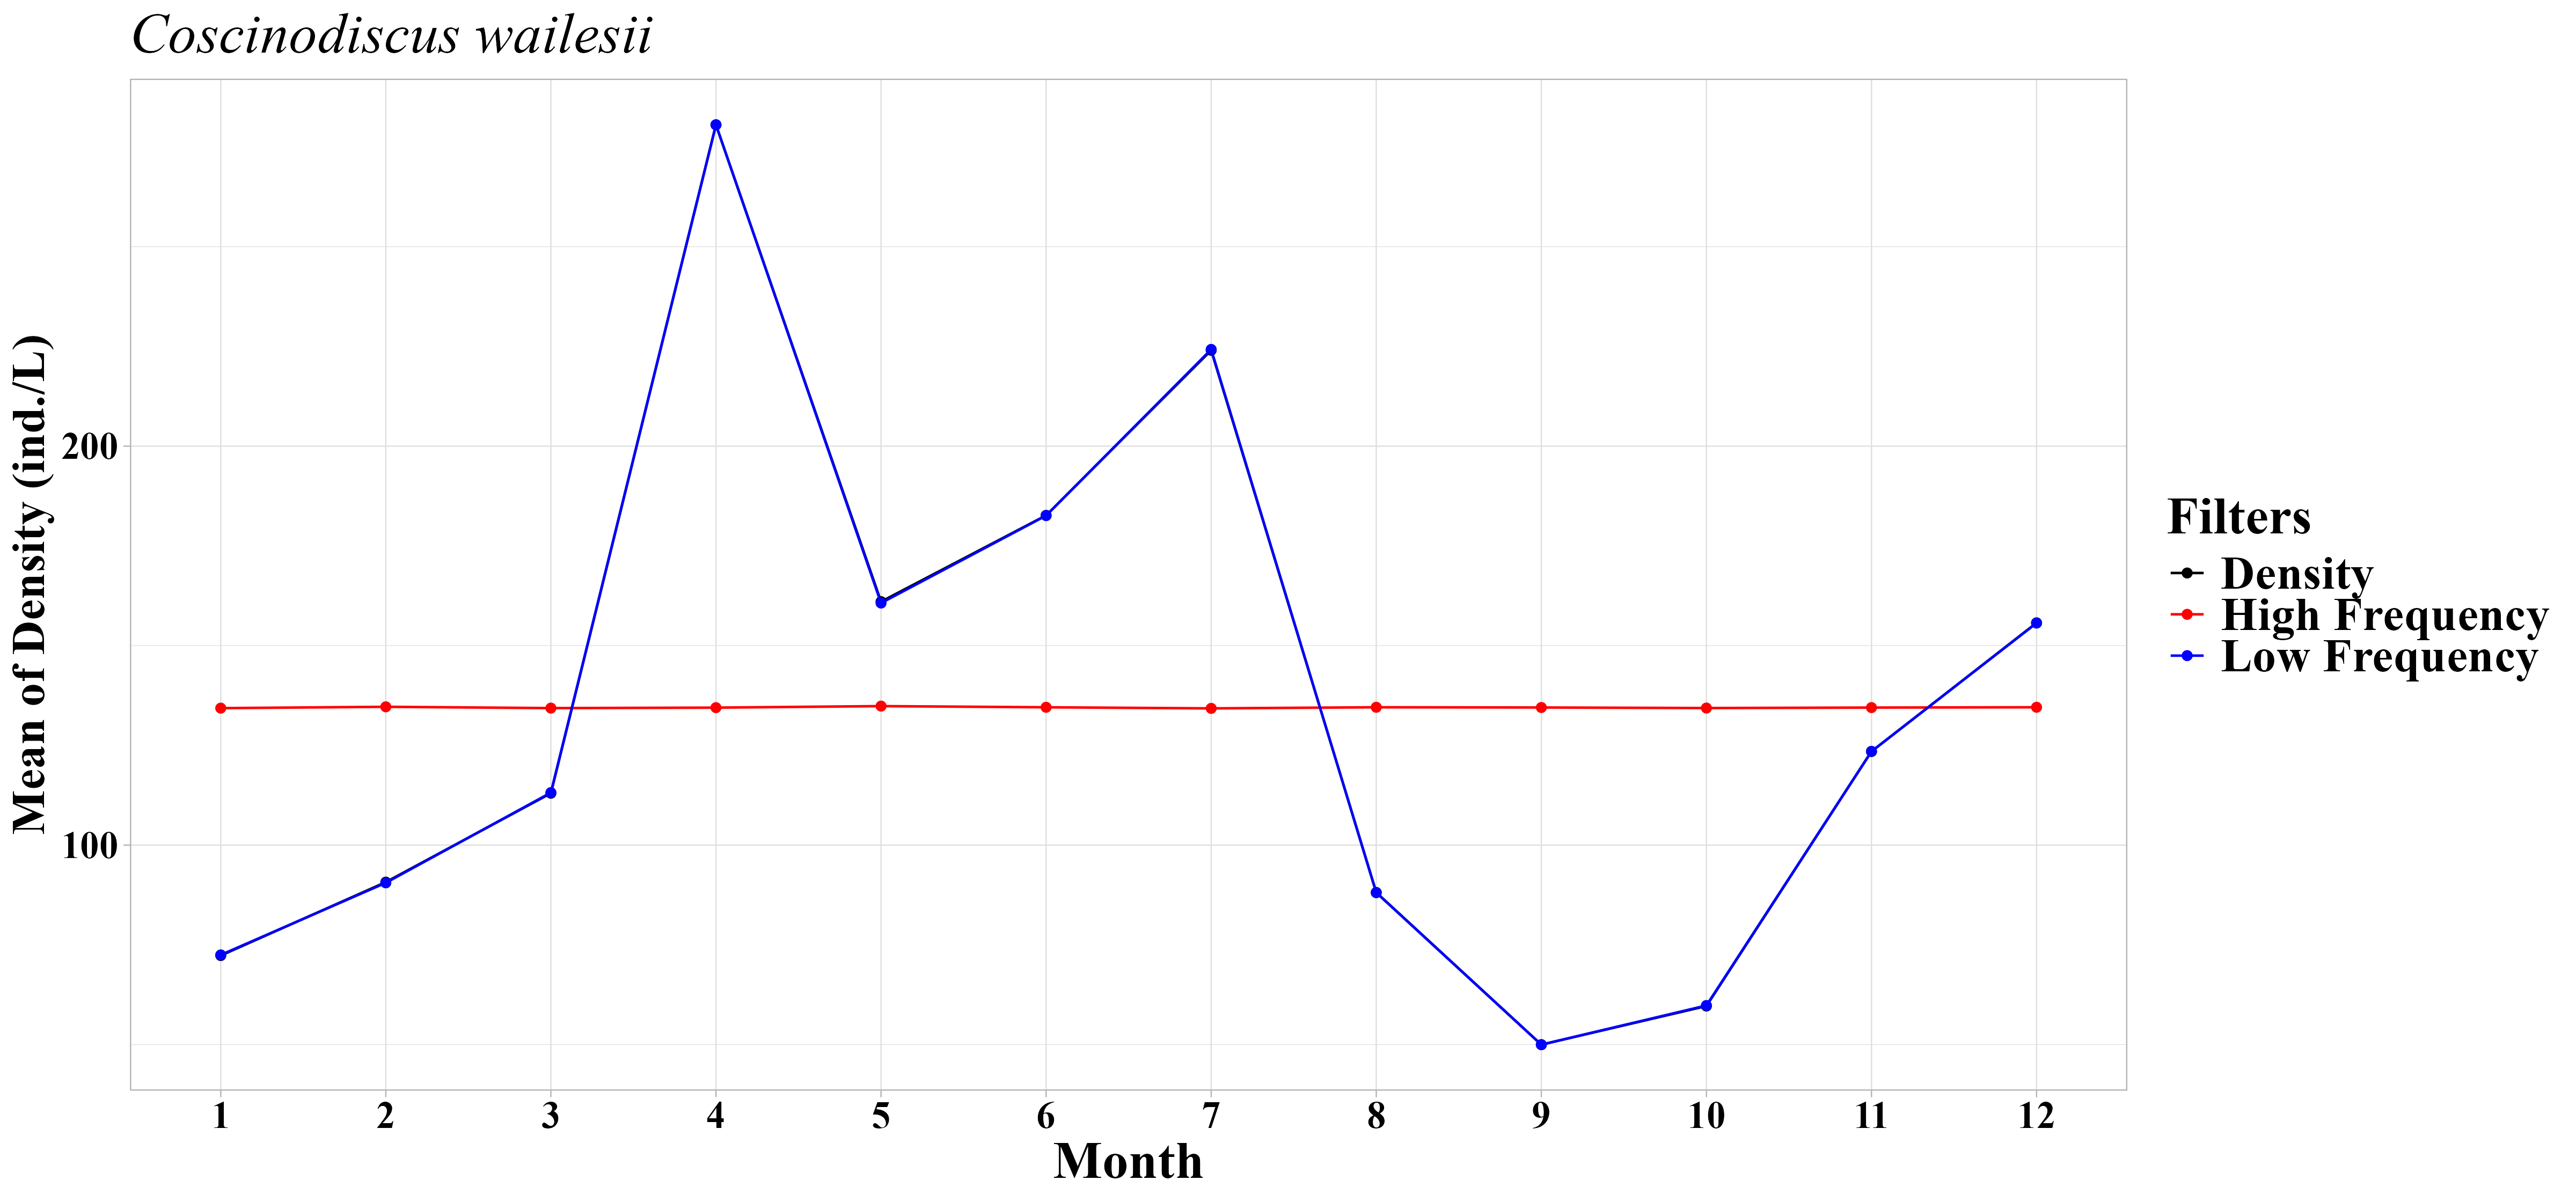 Coscinodiscus wailesii
Mean of Density (ind./L)
200
100
1 2 3 4 5 6 7 8 9 10 11 12
Month
Filters
Density
High Frequency
Low Frequency